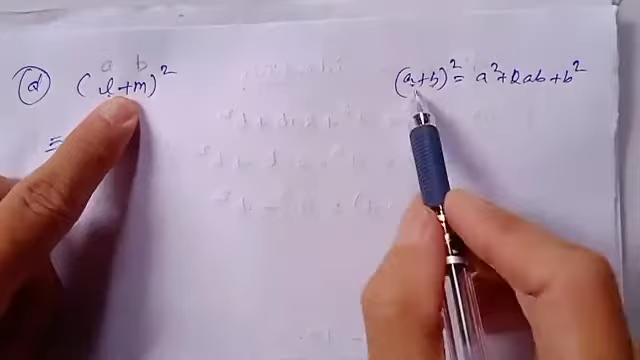 a b
d (l+m)²
(a+b)² = a²+2ab+b²
=